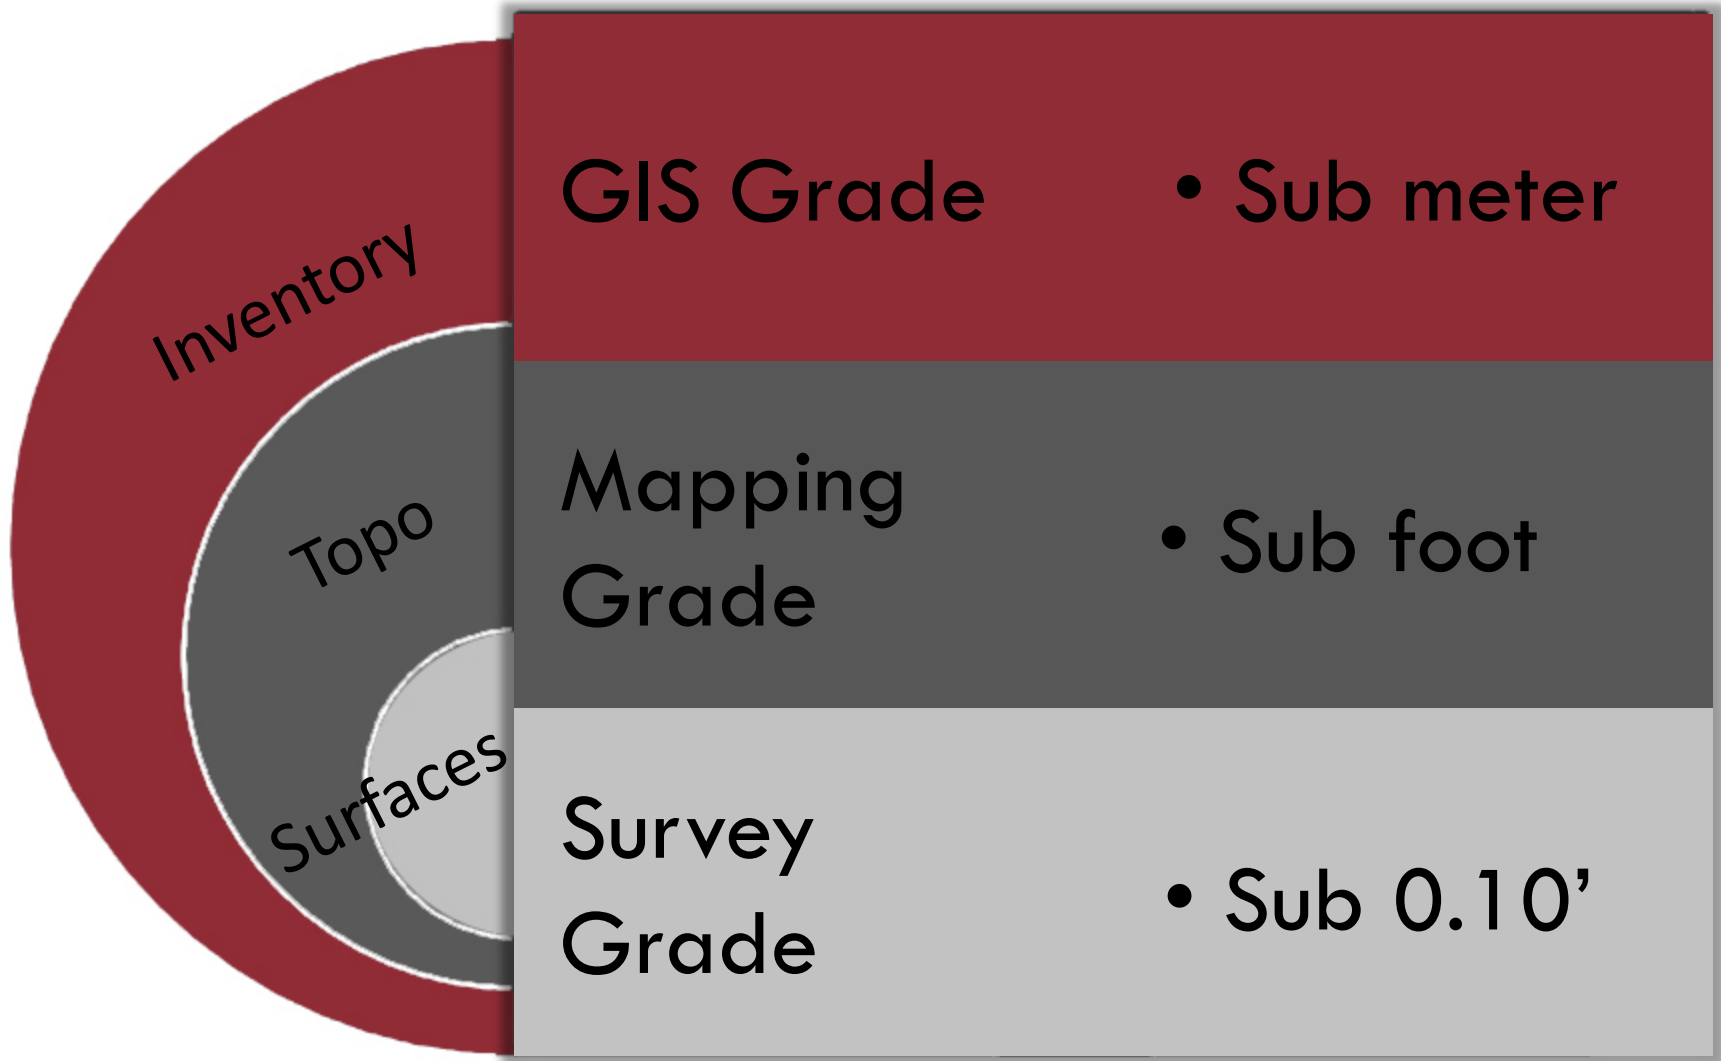 Inventory
GIS Grade
• Sub meter
Topo
Mapping
Grade
• Sub foot
Surfaces
Survey
Grade
• Sub 0.10’